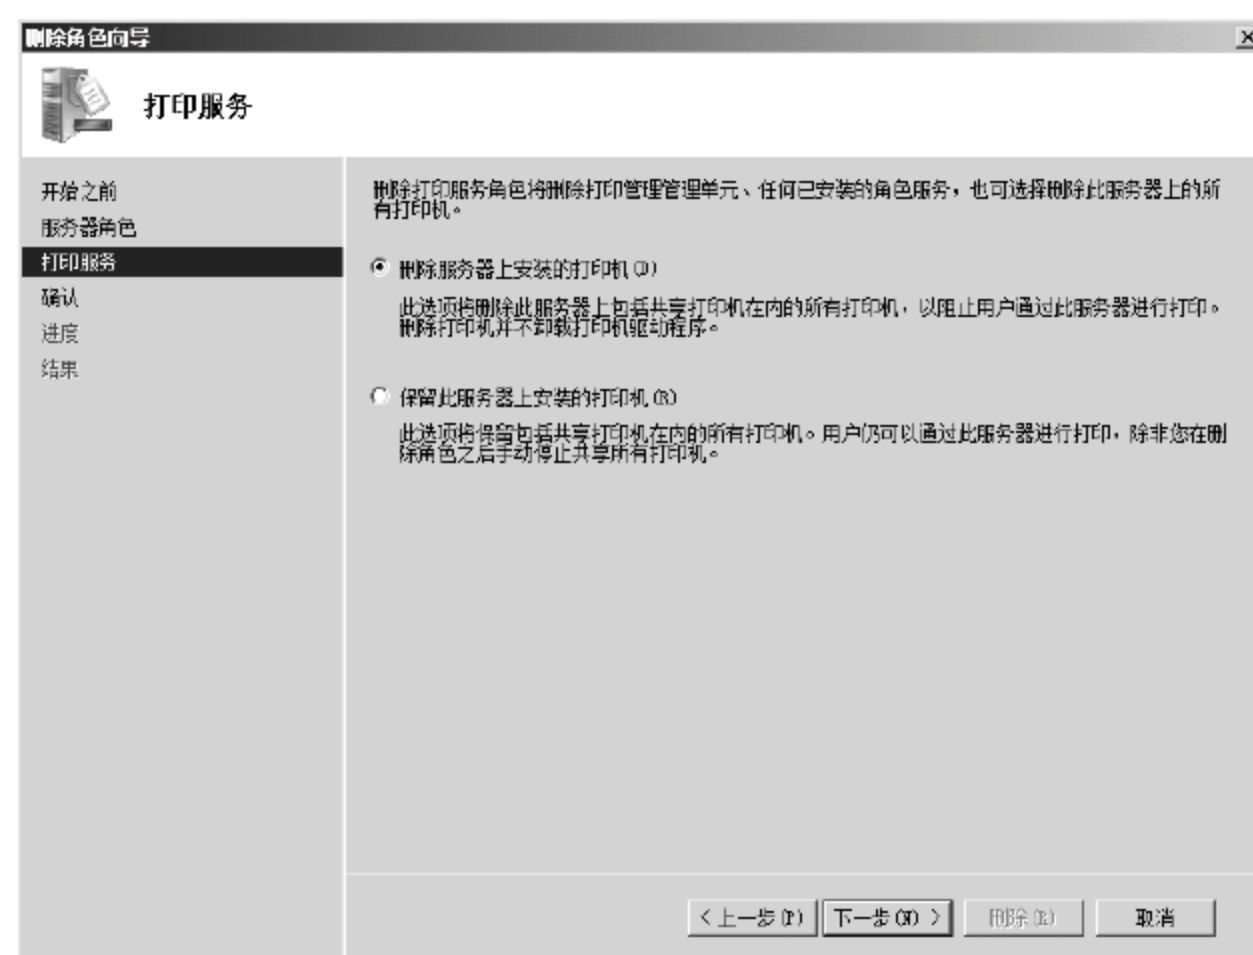 删除角色向导
打印服务
开始之前
服务器角色
打印服务
确认
进度
结果
删除打印服务角色将删除打印管理管理单元、任何已安装的角色服务，也可选择删除此服务器上的所
有打印机。
删除服务器上安装的打印机(D)
此选项将删除此服务器上包括共享打印机在内的所有打印机，以阻止用户通过此服务器进行打印。
删除打印机并不卸载打印机驱动程序。
保留此服务器上安装的打印机(R)
此选项将保留包括共享打印机在内的所有打印机。用户仍可以通过此服务器进行打印，除非您在删
除角色之后手动停止共享所有打印机。
<上一步(P) 下一步(N)> 删除(R) 取消